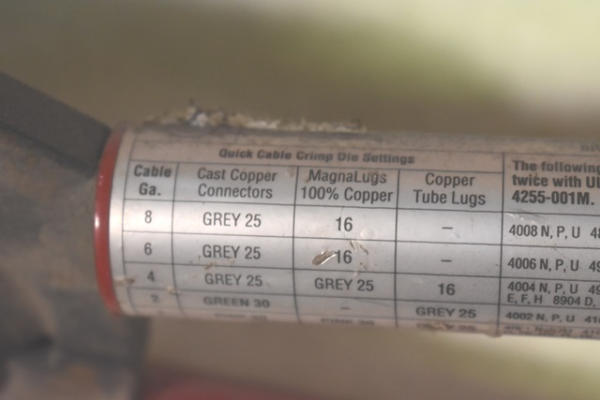 Quick Cable Crimp Die Settings
Cable Ga. Cast Copper Connectors MagnaLugs 100% Copper Copper Tube Lugs
8 GREY 25 16 –
6 GREY 25 16 –
4 GREY 25 GREY 25 16
2 GREEN 30 – GREY 25
The following
twice with
4255-001M.
4008 N, P, U
4006 N, P, U
4004 N, P, U
E, F, H 8904 D,
4002 N, P, U